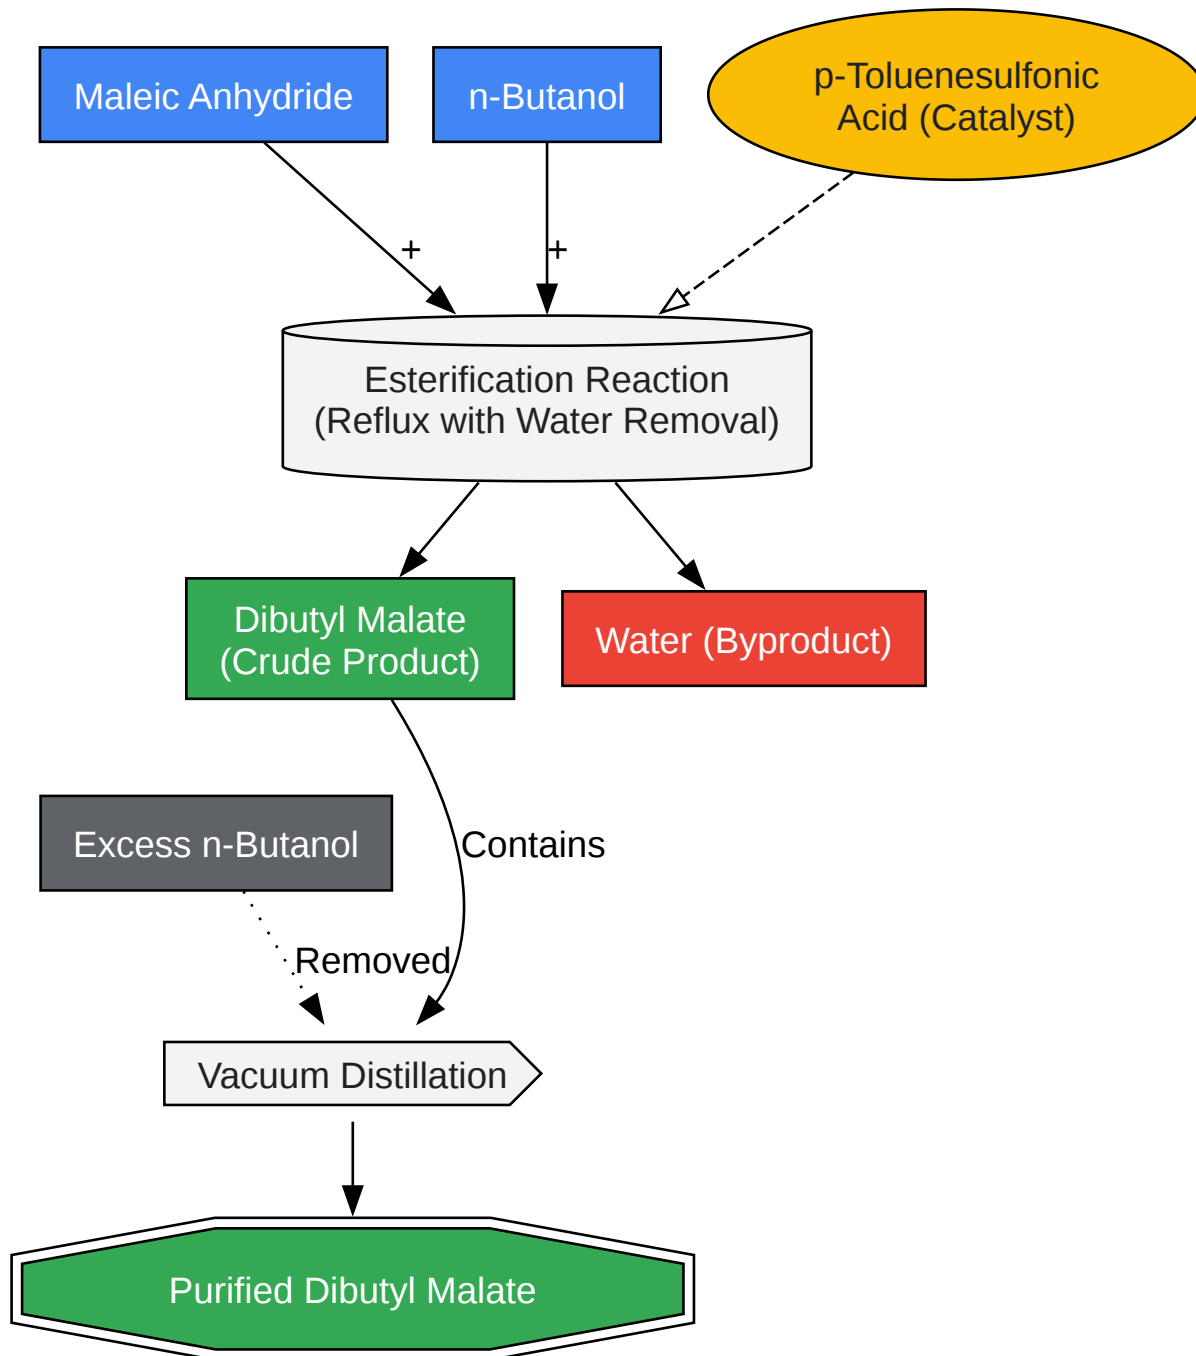 Maleic Anhydride
n-Butanol
p-Toluenesulfonic
Acid (Catalyst)
+
+
Esterification Reaction
(Reflux with Water Removal)
Dibutyl Malate
(Crude Product)
Water (Byproduct)
Excess n-Butanol
Contains
Removed
Vacuum Distillation
Purified Dibutyl Malate